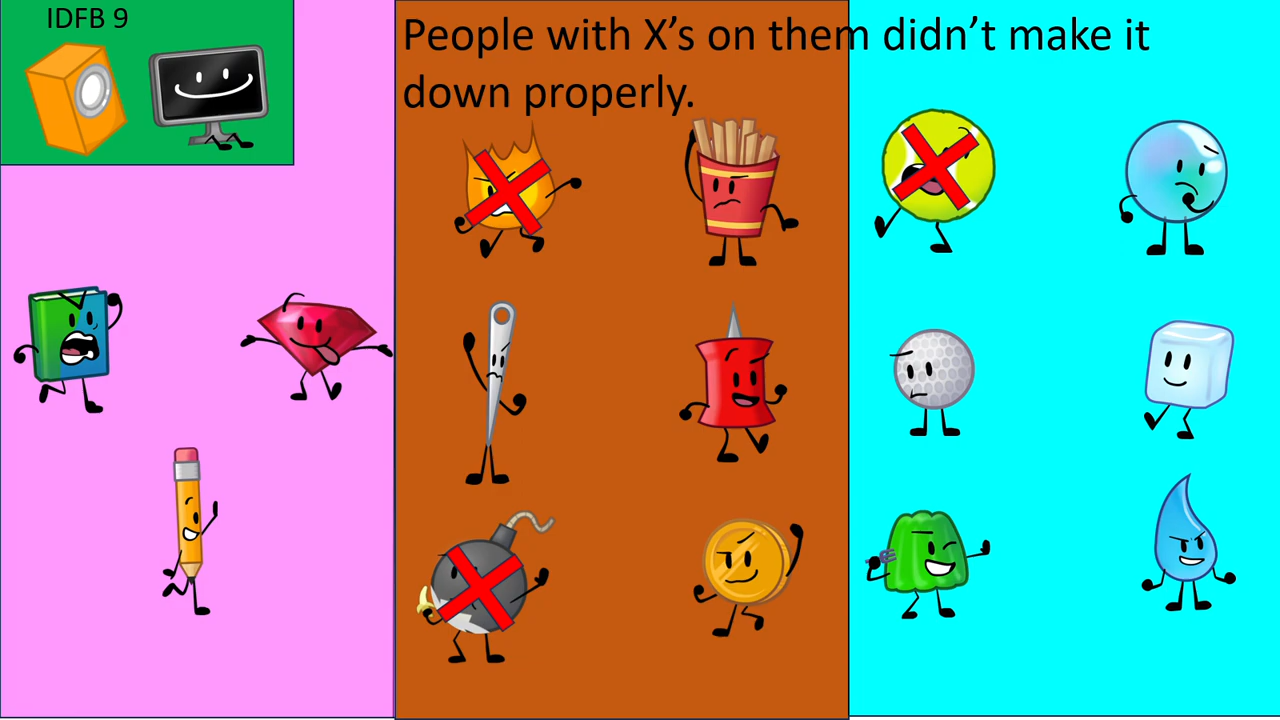 IDFB 9
People with X’s on them didn’t make it
down properly.